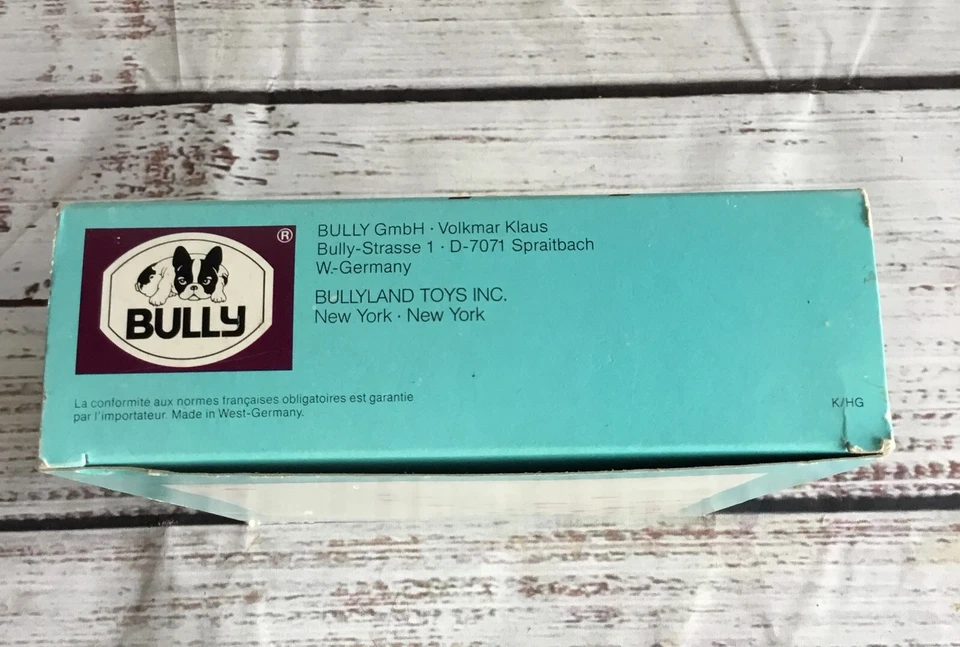 ®
BULLY
BULLY GmbH · Volkmar Klaus
Bully-Strasse 1 · D-7071 Spraitbach
W.-Germany
BULLYLAND TOYS INC.
New York · New York
La conformité aux normes françaises obligatoires est garantie
par l'importateur. Made in West-Germany.
K/HG